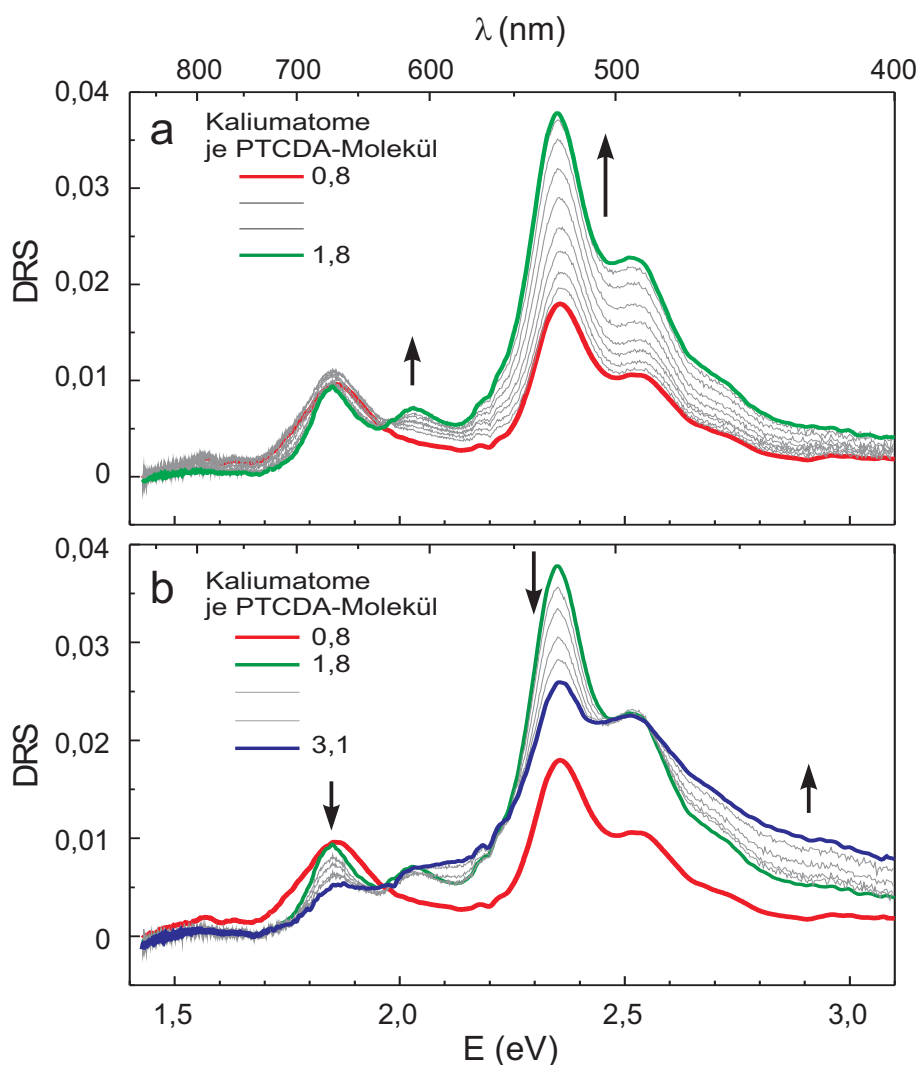 λ (nm)
800 700 600 500 400
a
Kaliumatome
je PTCDA-Molekül
0,8
1,8
0,04
0,03
0,02
0,01
0
DRS
b
Kaliumatome
je PTCDA-Molekül
0,8
1,8
3,1
0,04
0,03
0,02
0,01
0
DRS
1,5 2,0 2,5 3,0
E (eV)